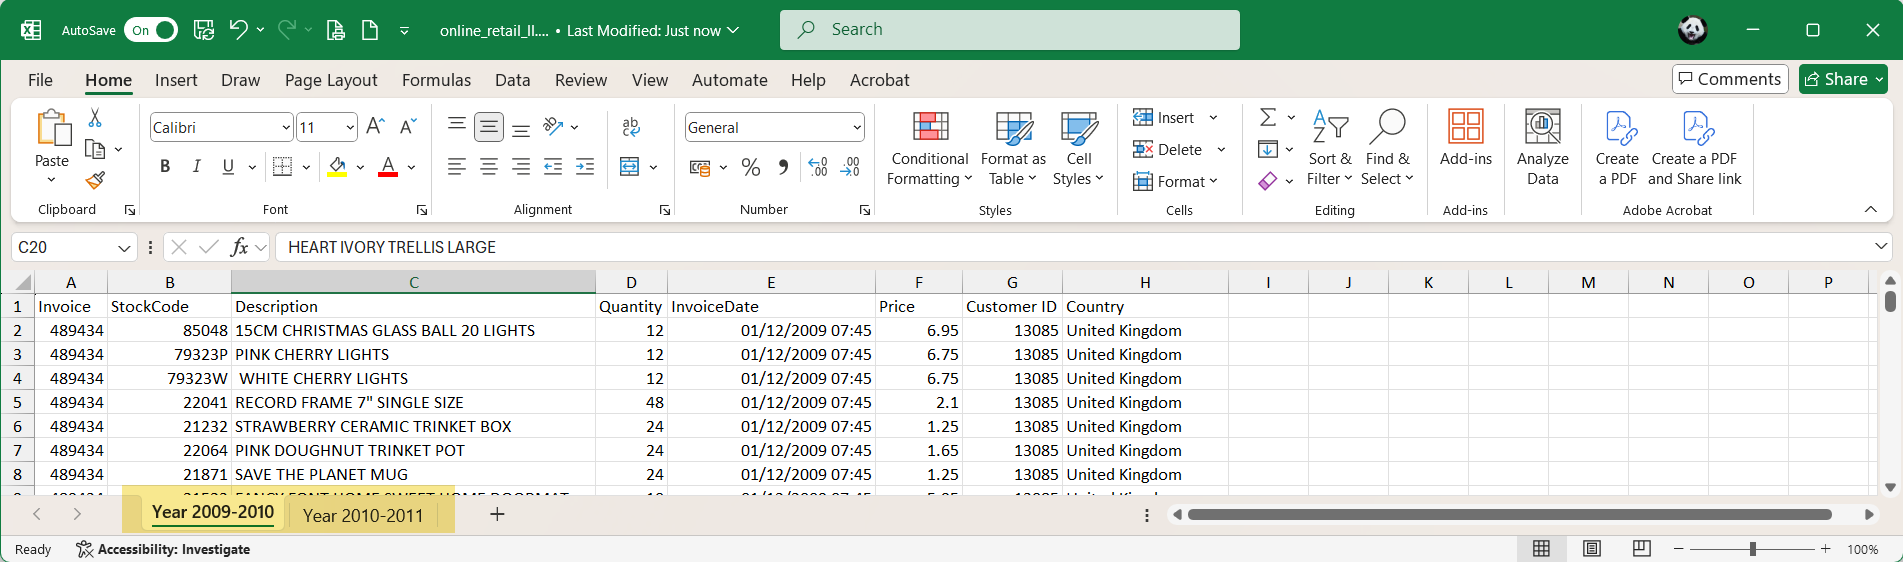 AutoSave On online_retail_II.... • Last Modified: Just now Search
File Home Insert Draw Page Layout Formulas Data Review View Automate Help Acrobat Comments Share
Calibri 11 General Insert
Paste B I U Conditional Formatting Format as Table Cell Styles Delete Sort & Filter Find & Select Add-ins Analyze Data Create a PDF Create a PDF and Share link
Format
Clipboard Font Alignment Number Styles Cells Editing Add-ins Adobe Acrobat
C20 fx HEART IVORY TRELLIS LARGE
A B C D E F G H I J K L M N O P
1 Invoice StockCode Description Quantity InvoiceDate Price Customer ID Country
2 489434 85048 15CM CHRISTMAS GLASS BALL 20 LIGHTS 12 01/12/2009 07:45 6.95 13085 United Kingdom
3 489434 79323P PINK CHERRY LIGHTS 12 01/12/2009 07:45 6.75 13085 United Kingdom
4 489434 79323W WHITE CHERRY LIGHTS 12 01/12/2009 07:45 6.75 13085 United Kingdom
5 489434 22041 RECORD FRAME 7" SINGLE SIZE 48 01/12/2009 07:45 2.1 13085 United Kingdom
6 489434 21232 STRAWBERRY CERAMIC TRINKET BOX 24 01/12/2009 07:45 1.25 13085 United Kingdom
7 489434 22064 PINK DOUGHNUT TRINKET POT 24 01/12/2009 07:45 1.65 13085 United Kingdom
8 489434 21871 SAVE THE PLANET MUG 24 01/12/2009 07:45 1.25 13085 United Kingdom
Year 2009-2010 Year 2010-2011
Ready Accessibility: Investigate 100%